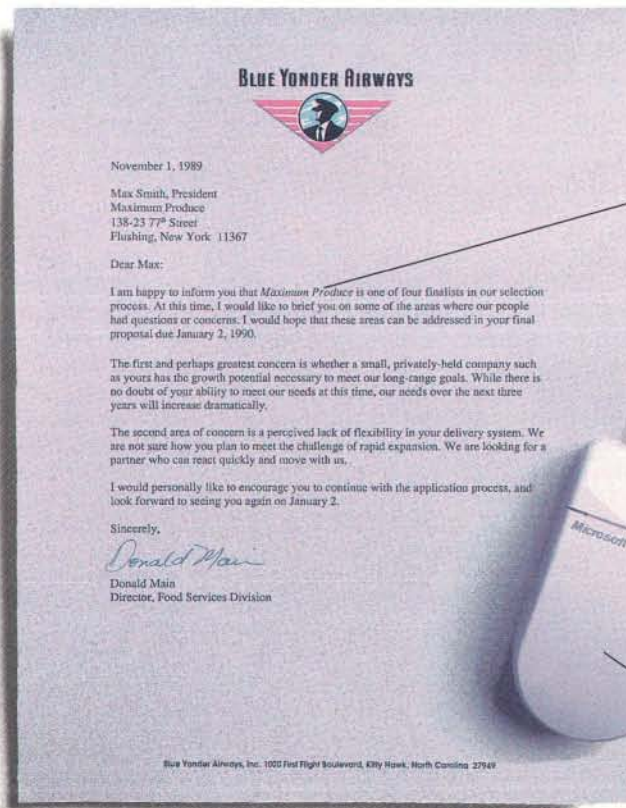 BLUE YONDER AIRWAYS
November 1, 1989
Max Smith, President
Maximum Produce
138-23 77th Street
Flushing, New York 11367
Dear Max:
I am happy to inform you that Maximum Produce is one of four finalists in our selection
process. At this time, I would like to brief you on some of the areas where our people
had questions or concerns. I would hope that these areas can be addressed in your final
proposal due January 2, 1990.
The first and perhaps greatest concern is whether a small, privately-held company such
as yours has the growth potential necessary to meet our long-range goals. While there is
no doubt of your ability to meet our needs at this time, our needs over the next three
years will increase dramatically.
The second area of concern is a perceived lack of flexibility in your delivery system. We
are not sure how you plan to meet the challenge of rapid expansion. We are looking for a
partner who can react quickly and move with us.
I would personally like to encourage you to continue with the application process, and
look forward to seeing you again on January 2.
Sincerely,
Donald Main
Donald Main
Director, Food Services Division
Microsoft
Blue Yonder Airways, Inc. 1000 First Flight Boulevard, Kitty Hawk, North Carolina 27949